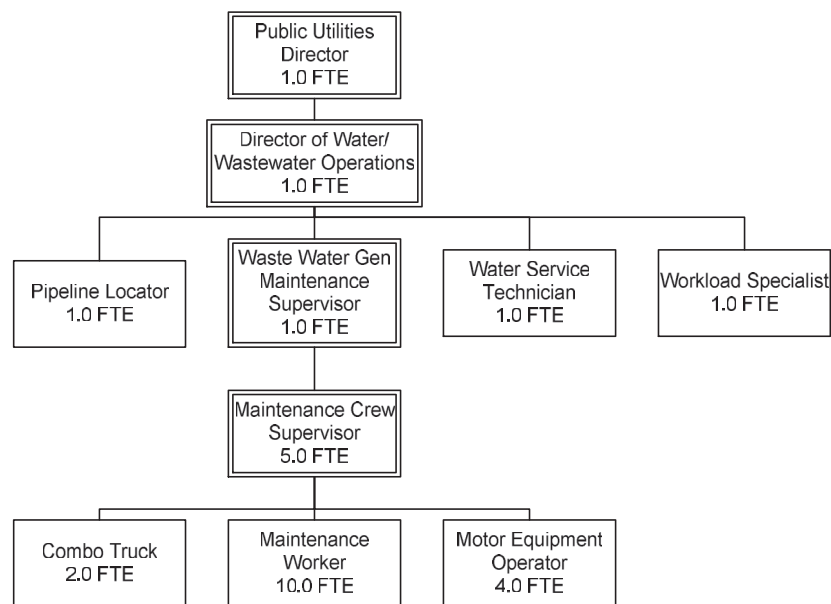 Public Utilities
Director
1.0 FTE
Director of Water/
Wastewater Operations
1.0 FTE
Pipeline Locator
1.0 FTE
Waste Water Gen
Maintenance
Supervisor
1.0 FTE
Water Service
Technician
1.0 FTE
Workload Specialist
1.0 FTE
Maintenance Crew
Supervisor
5.0 FTE
Combo Truck
2.0 FTE
Maintenance
Worker
10.0 FTE
Motor Equipment
Operator
4.0 FTE